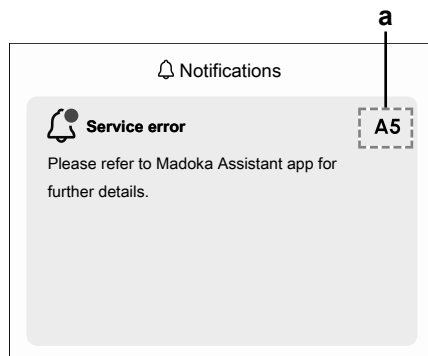 a
Notifications
Service error
A5
Please refer to Madoka Assistant app for
further details.